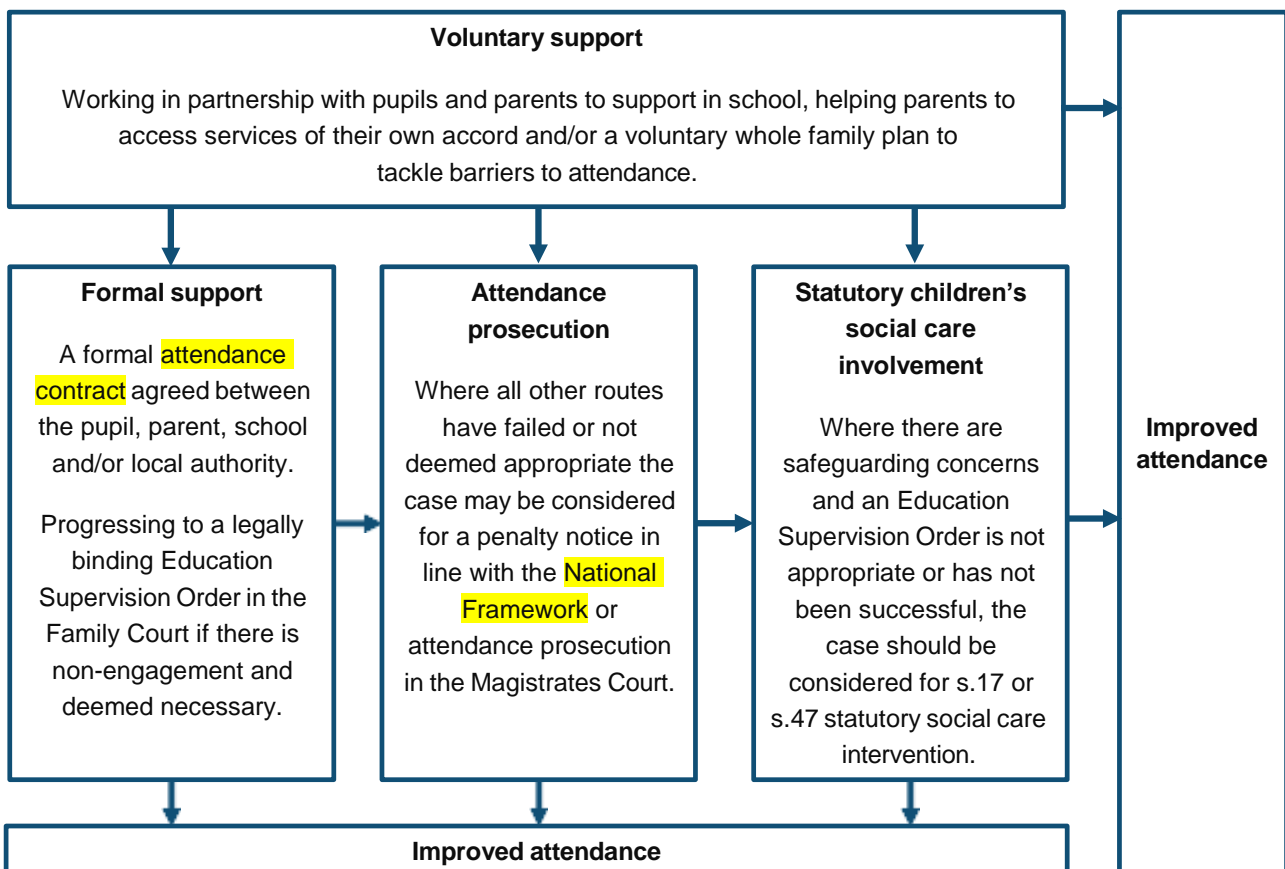 Voluntary support
Working in partnership with pupils and parents to support in school, helping parents to
access services of their own accord and/or a voluntary whole family plan to
tackle barriers to attendance.
Formal support
A formal attendance
contract agreed between
the pupil, parent, school
and/or local authority.
Progressing to a legally
binding Education
Supervision Order in the
Family Court if there is
non-engagement and
deemed necessary.
Attendance
prosecution
Where all other routes
have failed or not
deemed appropriate the
case may be considered
for a penalty notice in
line with the National
Framework or
attendance prosecution
in the Magistrates Court.
Statutory children’s
social care
involvement
Where there are
safeguarding concerns
and an Education
Supervision Order is not
appropriate or has not
been successful, the
case should be
considered for s.17 or
s.47 statutory social care
intervention.
Improved
attendance
Improved attendance